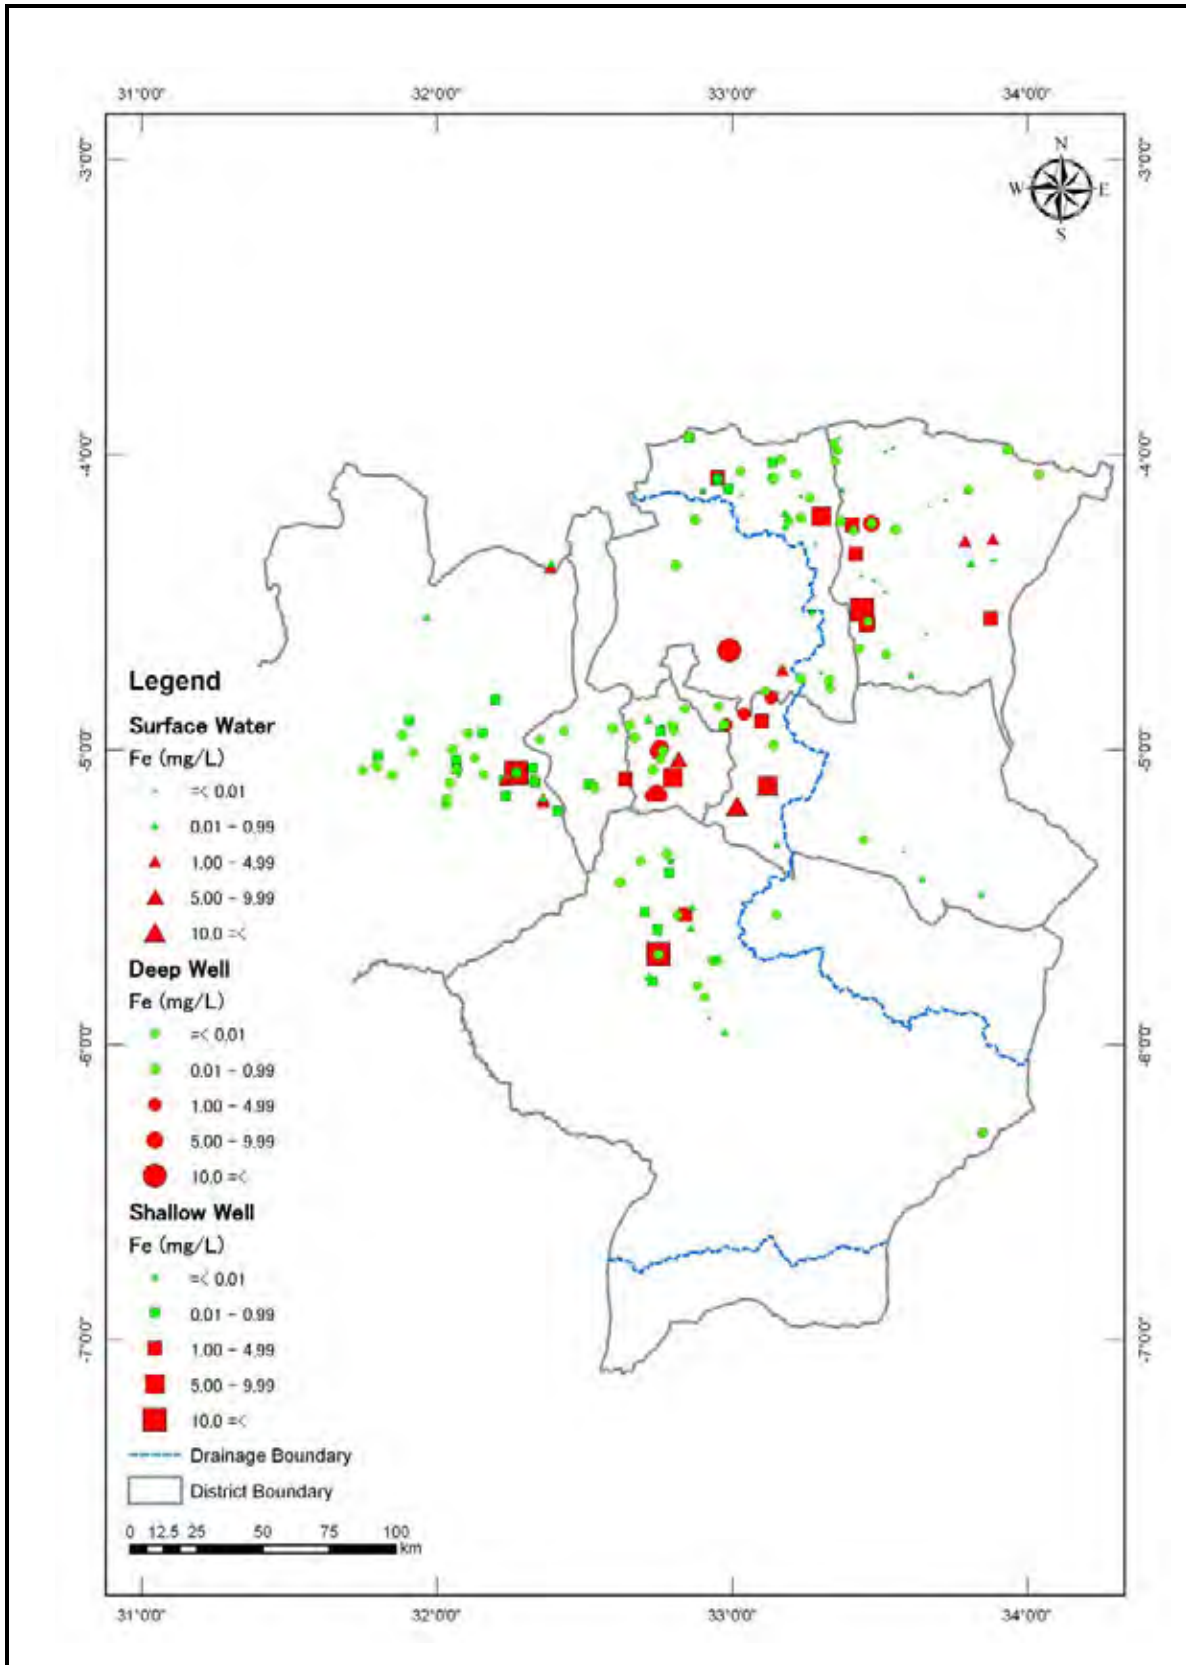 31°0'0" 32°0'0" 33°0'0" 34°0'0"
-3°0'0" -3°0'0"
N
W E
S
-4°0'0" -4°0'0"
Legend
Surface Water
Fe (mg/L)
=< 0.01
0.01 - 0.99
1.00 - 4.99
5.00 - 9.99
10.0 =<
-5°0'0" -5°0'0"
Deep Well
Fe (mg/L)
=< 0.01
0.01 - 0.99
1.00 - 4.99
5.00 - 9.99
10.0 =<
-6°0'0" -6°0'0"
Shallow Well
Fe (mg/L)
=< 0.01
0.01 - 0.99
1.00 - 4.99
5.00 - 9.99
10.0 =<
-7°0'0" -7°0'0"
Drainage Boundary
District Boundary
0 12.5 25 50 75 100
km
31°0'0" 32°0'0" 33°0'0" 34°0'0"